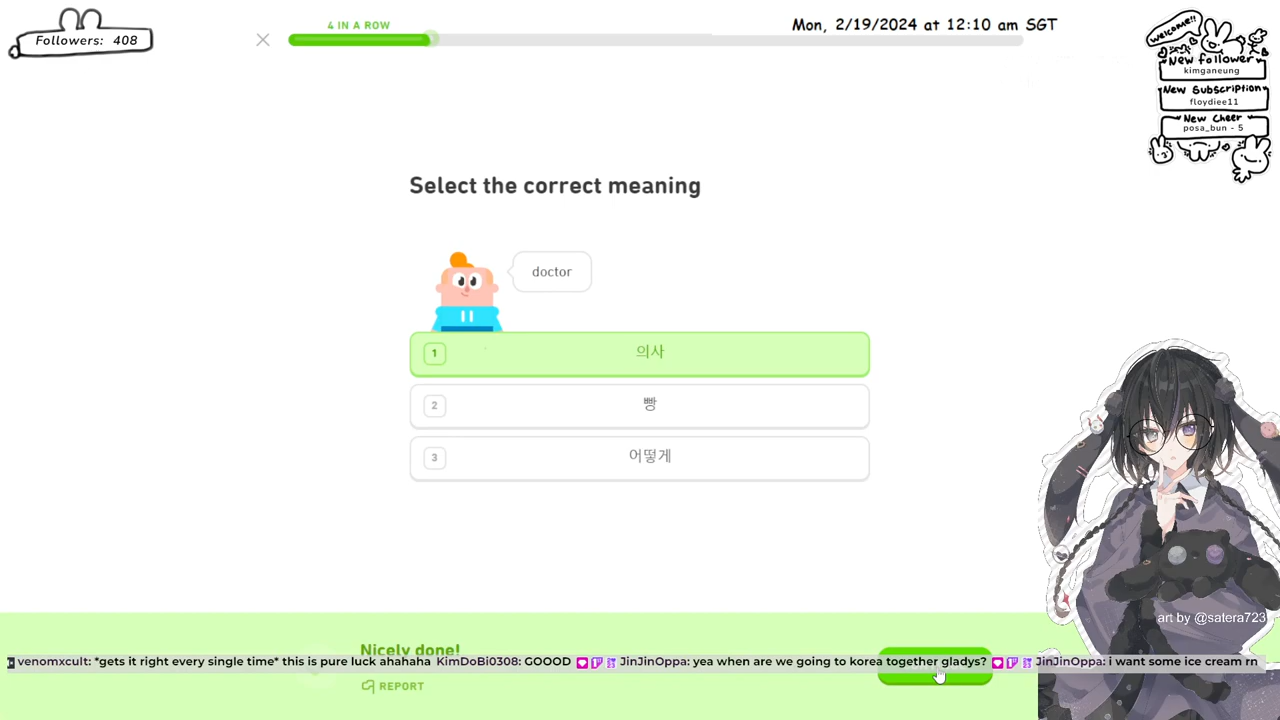 Followers: 408
4 IN A ROW
Mon, 2/19/2024 at 12:10 am SGT
welcome!!
New follower
kimganeung
New Subscription
floydiee11
New Cheer
posa_bun - 5
Select the correct meaning
doctor
1 의사
2 빵
3 어떻게
art by @satera723
Nicely done!
venomxcult: *gets it right every single time* this is pure luck ahahaha KimDoBi0308: GOOOD JinJinOppa: yea when are we going to korea together gladys? JinJinOppa: i want some ice cream rn
REPORT